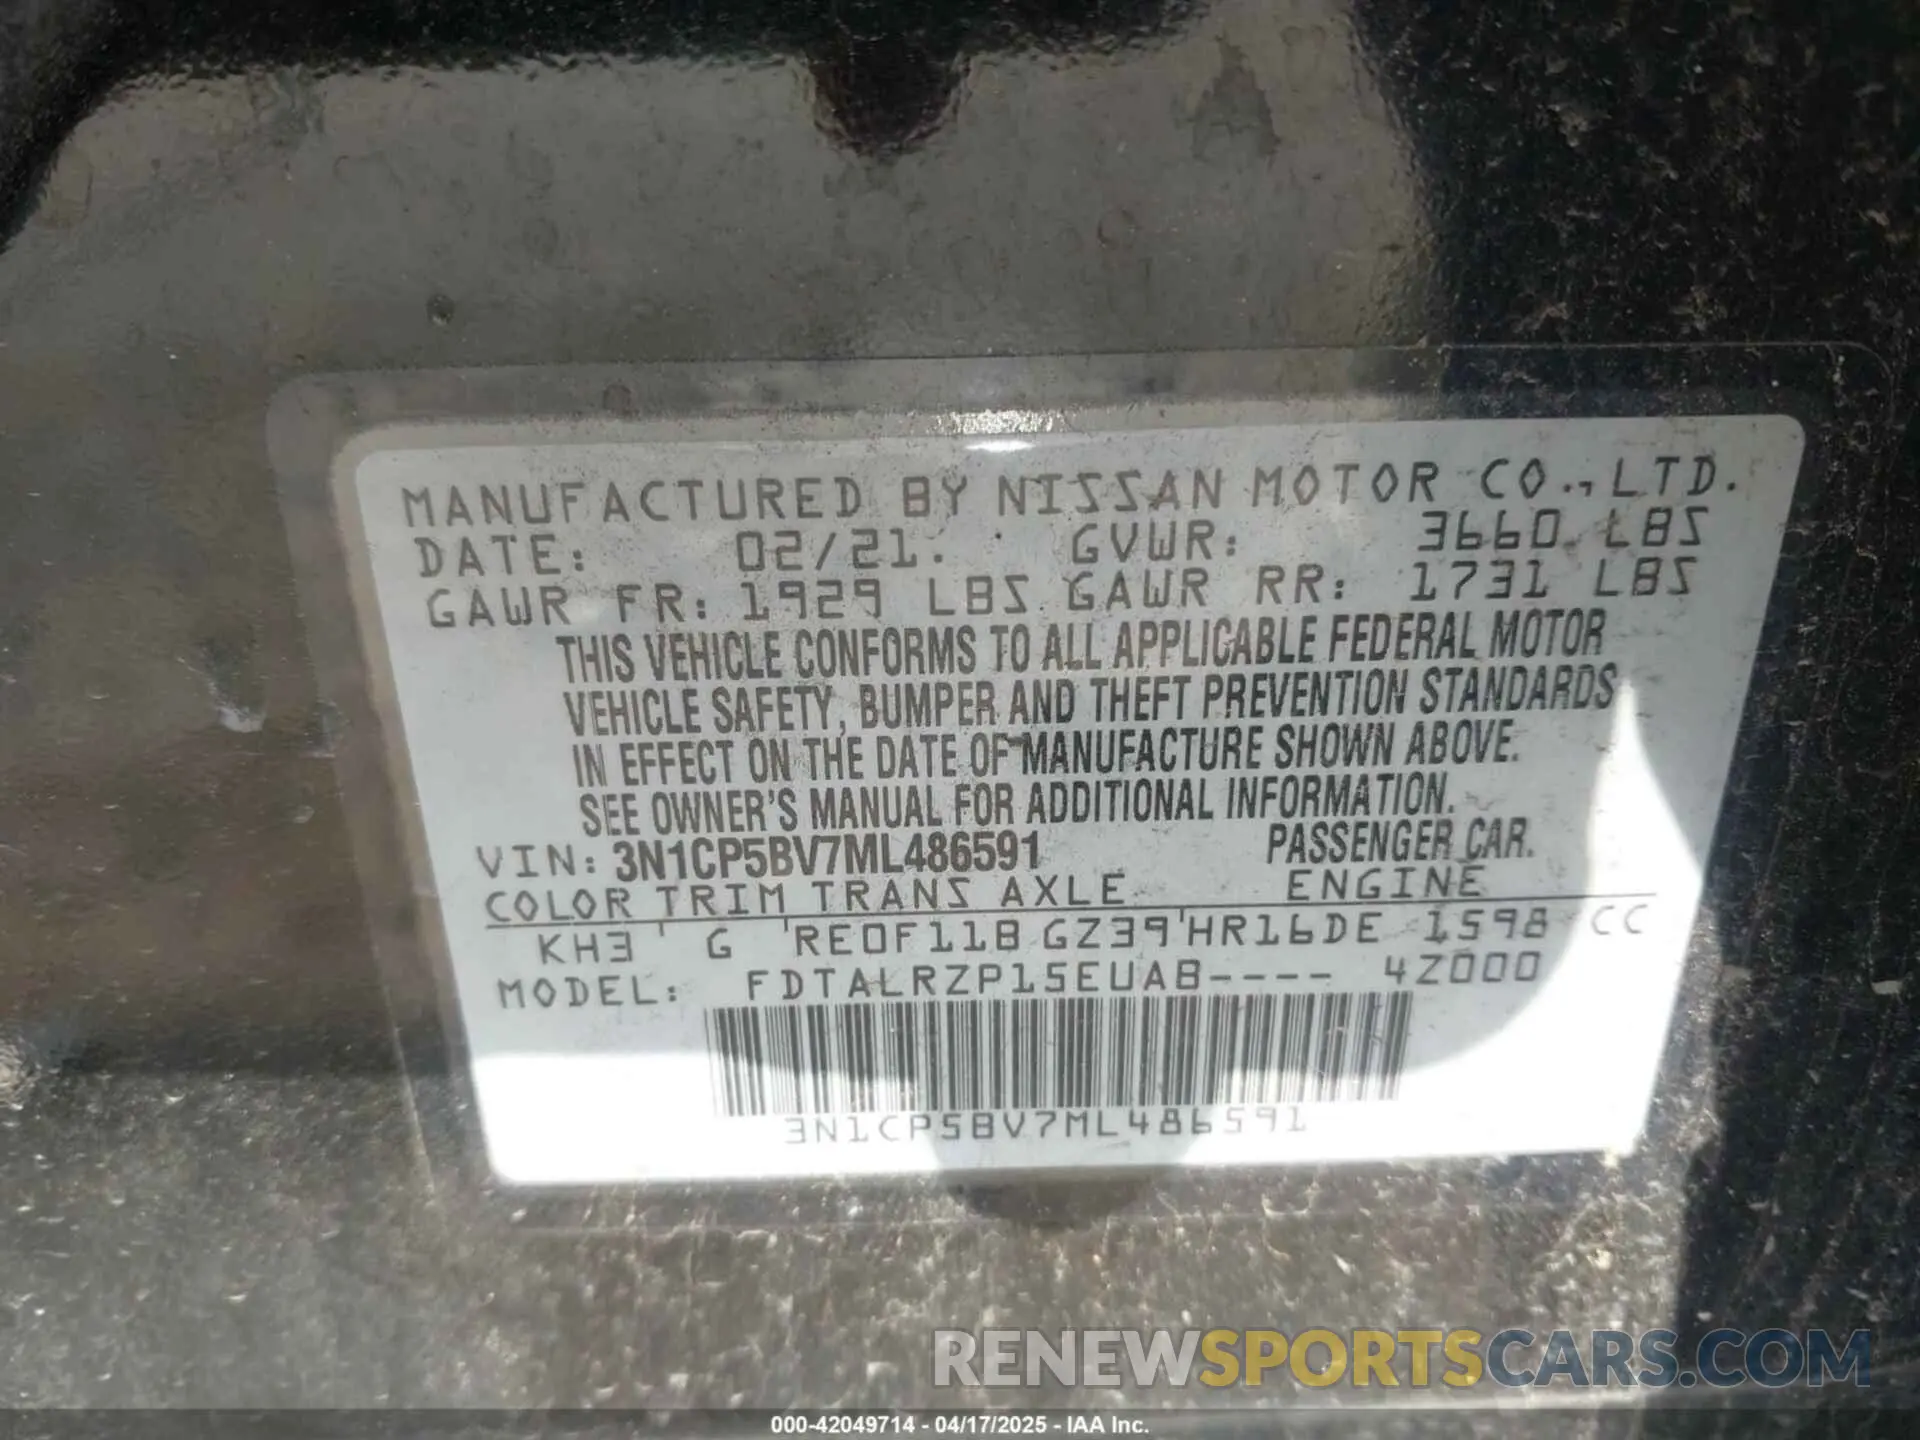 MANUFACTURED BY NISSAN MOTOR CO., LTD.
DATE: 02/21. GVWR: 3660 LBS
GAWR FR: 1929 LBS GAWR RR: 1731 LBS
THIS VEHICLE CONFORMS TO ALL APPLICABLE FEDERAL MOTOR
VEHICLE SAFETY, BUMPER AND THEFT PREVENTION STANDARDS
IN EFFECT ON THE DATE OF MANUFACTURE SHOWN ABOVE.
SEE OWNER'S MANUAL FOR ADDITIONAL INFORMATION.
VIN: 3N1CP5BV7ML486591 PASSENGER CAR.
COLOR TRIM TRANS AXLE ENGINE
KH3 ' G 'RE0F11B GZ39'HR16DE 1598 CC
MODEL: FDTALRZP15EUAB---- 4Z000
3N1CP5BV7ML486591
RENEWSPORTSCARS.COM
000-42049714 - 04/17/2025 - IAA Inc.